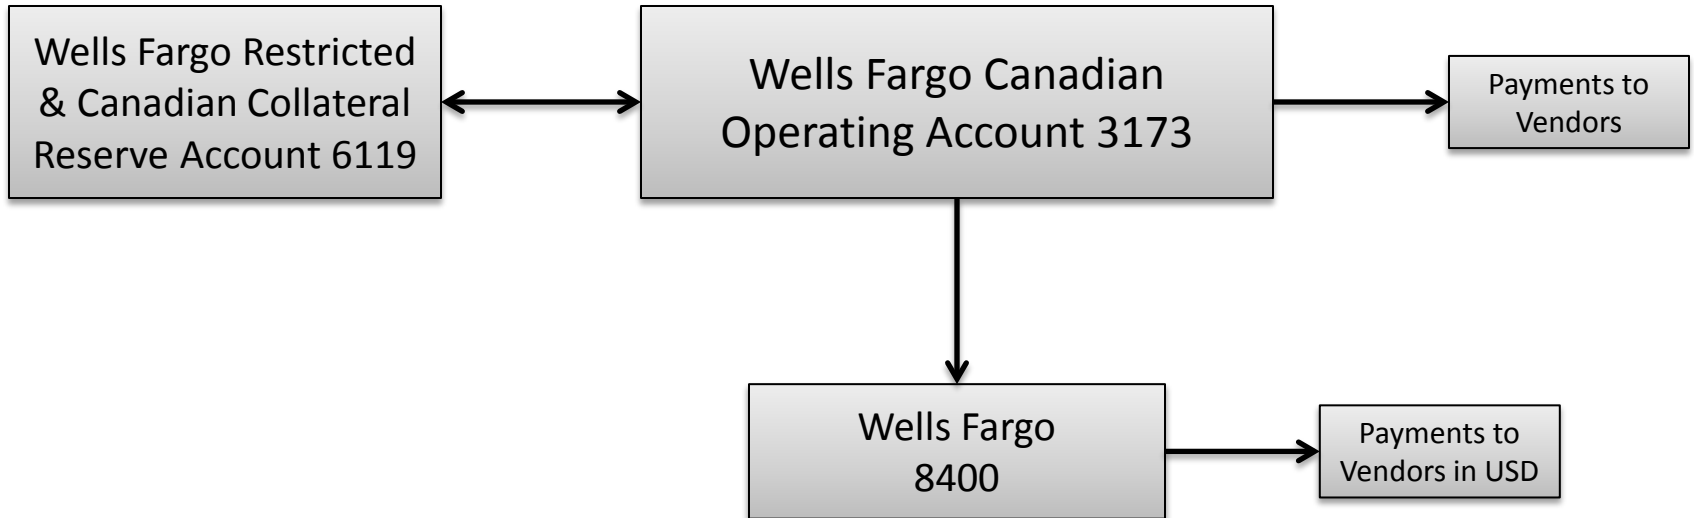 Wells Fargo Restricted
& Canadian Collateral
Reserve Account 6119
Wells Fargo Canadian
Operating Account 3173
Payments to
Vendors
Wells Fargo
8400
Payments to
Vendors in USD